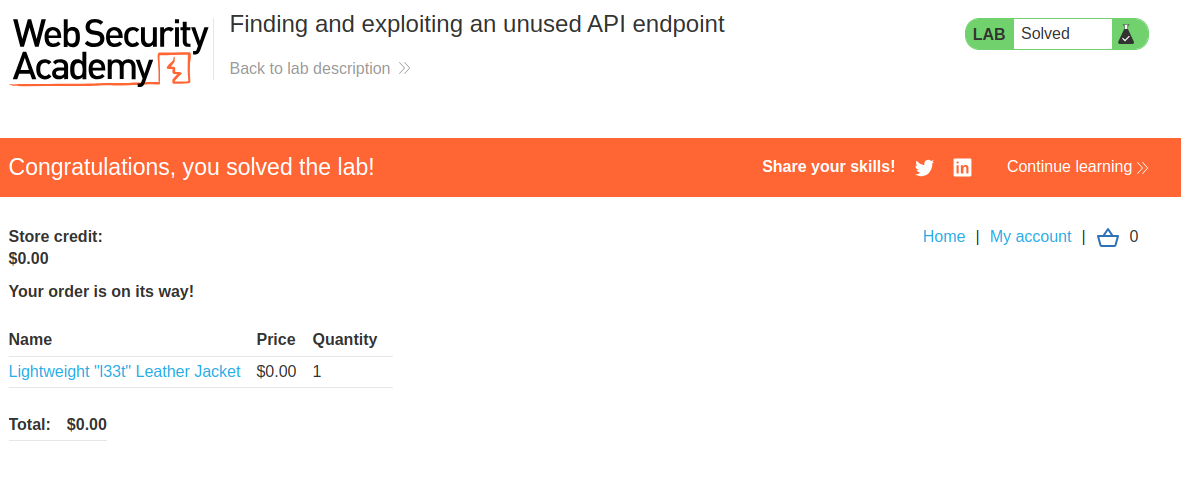 Web Security
Academy
Finding and exploiting an unused API endpoint
Back to lab description
LAB Solved
Congratulations, you solved the lab!
Share your skills!
Continue learning
Home | My account | 0
Store credit:
$0.00
Your order is on its way!
Name Price Quantity
Lightweight "l33t" Leather Jacket $0.00 1
Total: $0.00